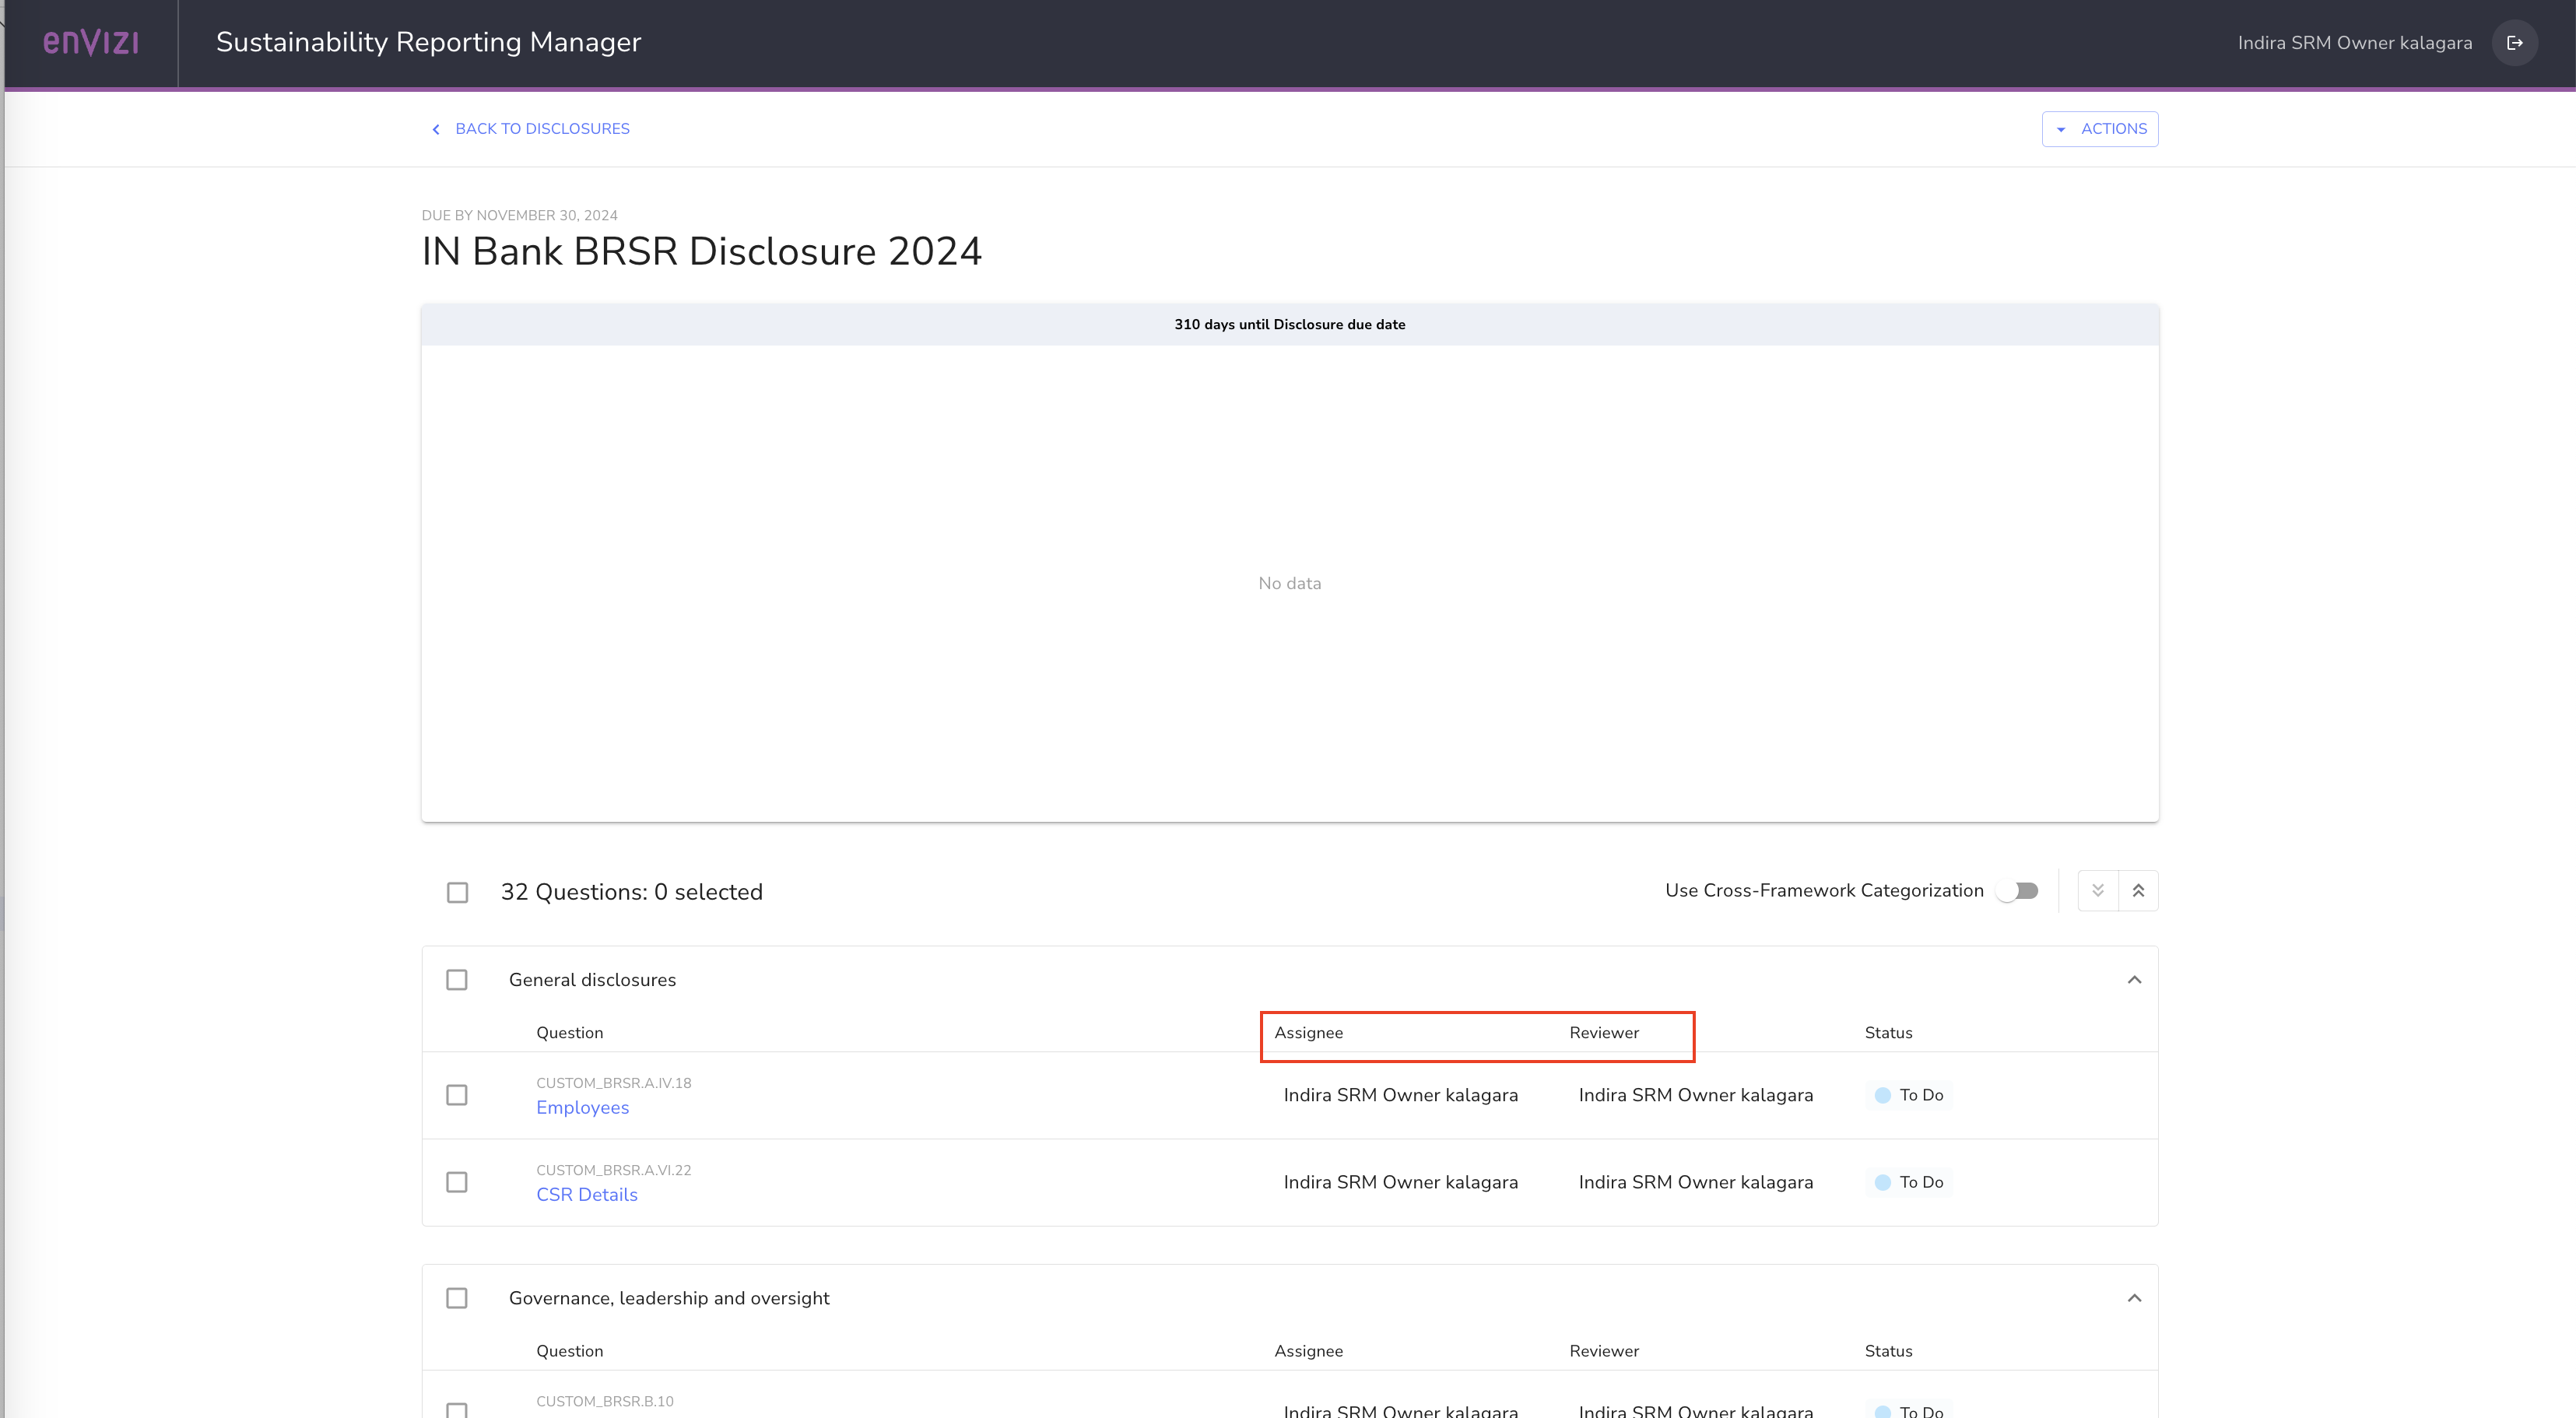 enVIZI
Sustainability Reporting Manager
Indira SRM Owner kalagara
BACK TO DISCLOSURES
ACTIONS
DUE BY NOVEMBER 30, 2024
IN Bank BRSR Disclosure 2024
310 days until Disclosure due date
No data
32 Questions: 0 selected
Use Cross-Framework Categorization
General disclosures
Question Assignee Reviewer Status
CUSTOM_BRSR.A.IV.18
Employees
Indira SRM Owner kalagara Indira SRM Owner kalagara To Do
CUSTOM_BRSR.A.VI.22
CSR Details
Indira SRM Owner kalagara Indira SRM Owner kalagara To Do
Governance, leadership and oversight
Question Assignee Reviewer Status
CUSTOM_BRSR.B.10
Indira SRM Owner kalagara Indira SRM Owner kalagara To Do